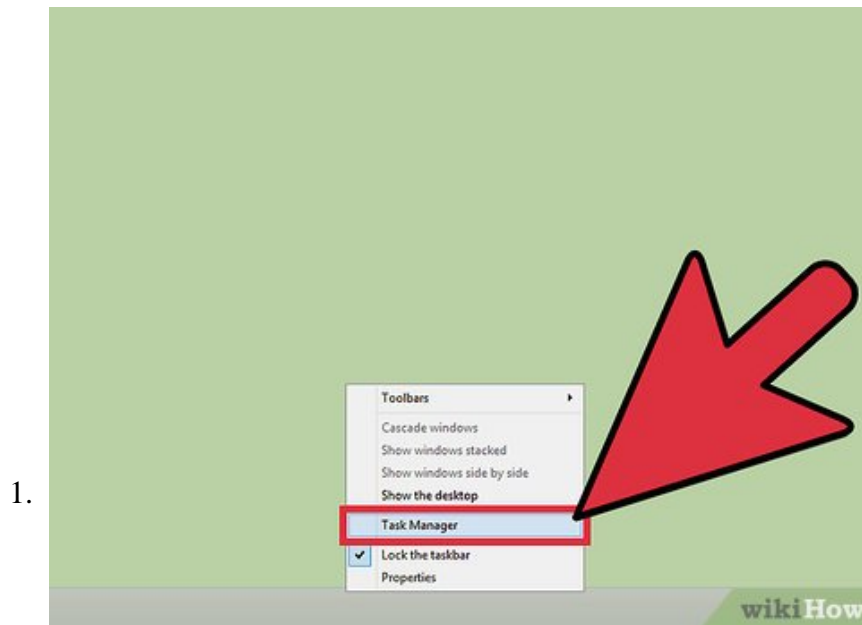 Toolbars
Cascade windows
Show windows stacked
Show windows side by side
Show the desktop
1.
Task Manager
Lock the taskbar
Properties
wikiHow